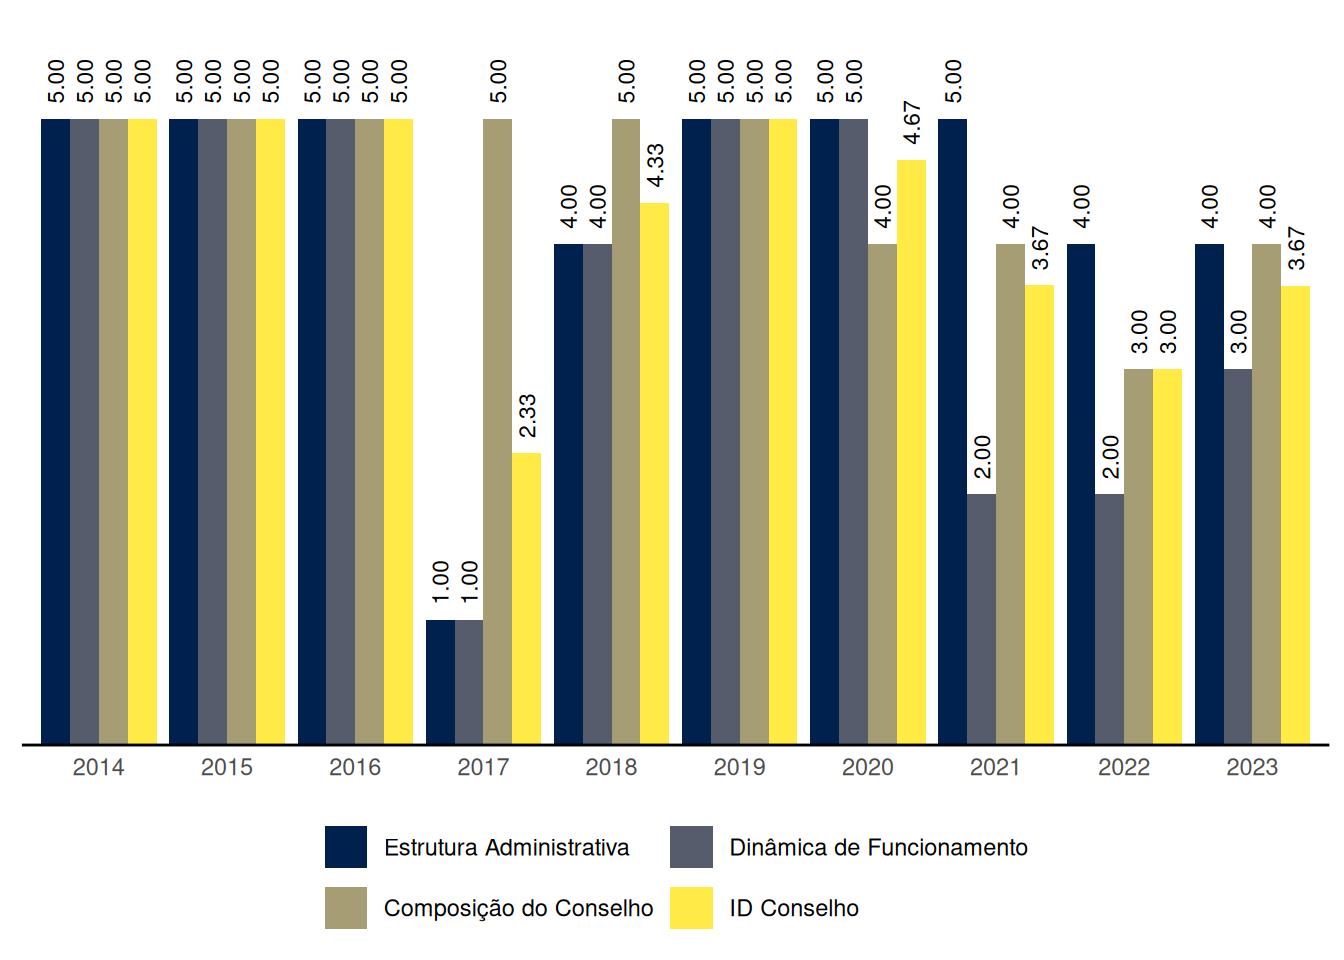 5.00 5.00 5.00 5.00 5.00 5.00 5.00 5.00 5.00 5.00 5.00 5.00 1.00 1.00 5.00 2.33 4.00 4.00 5.00 4.33 5.00 5.00 5.00 5.00 5.00 5.00 4.00 4.67 5.00 2.00 4.00 3.67 4.00 2.00 3.00 3.00 4.00 3.00 4.00 3.67
2014 2015 2016 2017 2018 2019 2020 2021 2022 2023
Estrutura Administrativa Dinâmica de Funcionamento
Composição do Conselho ID Conselho